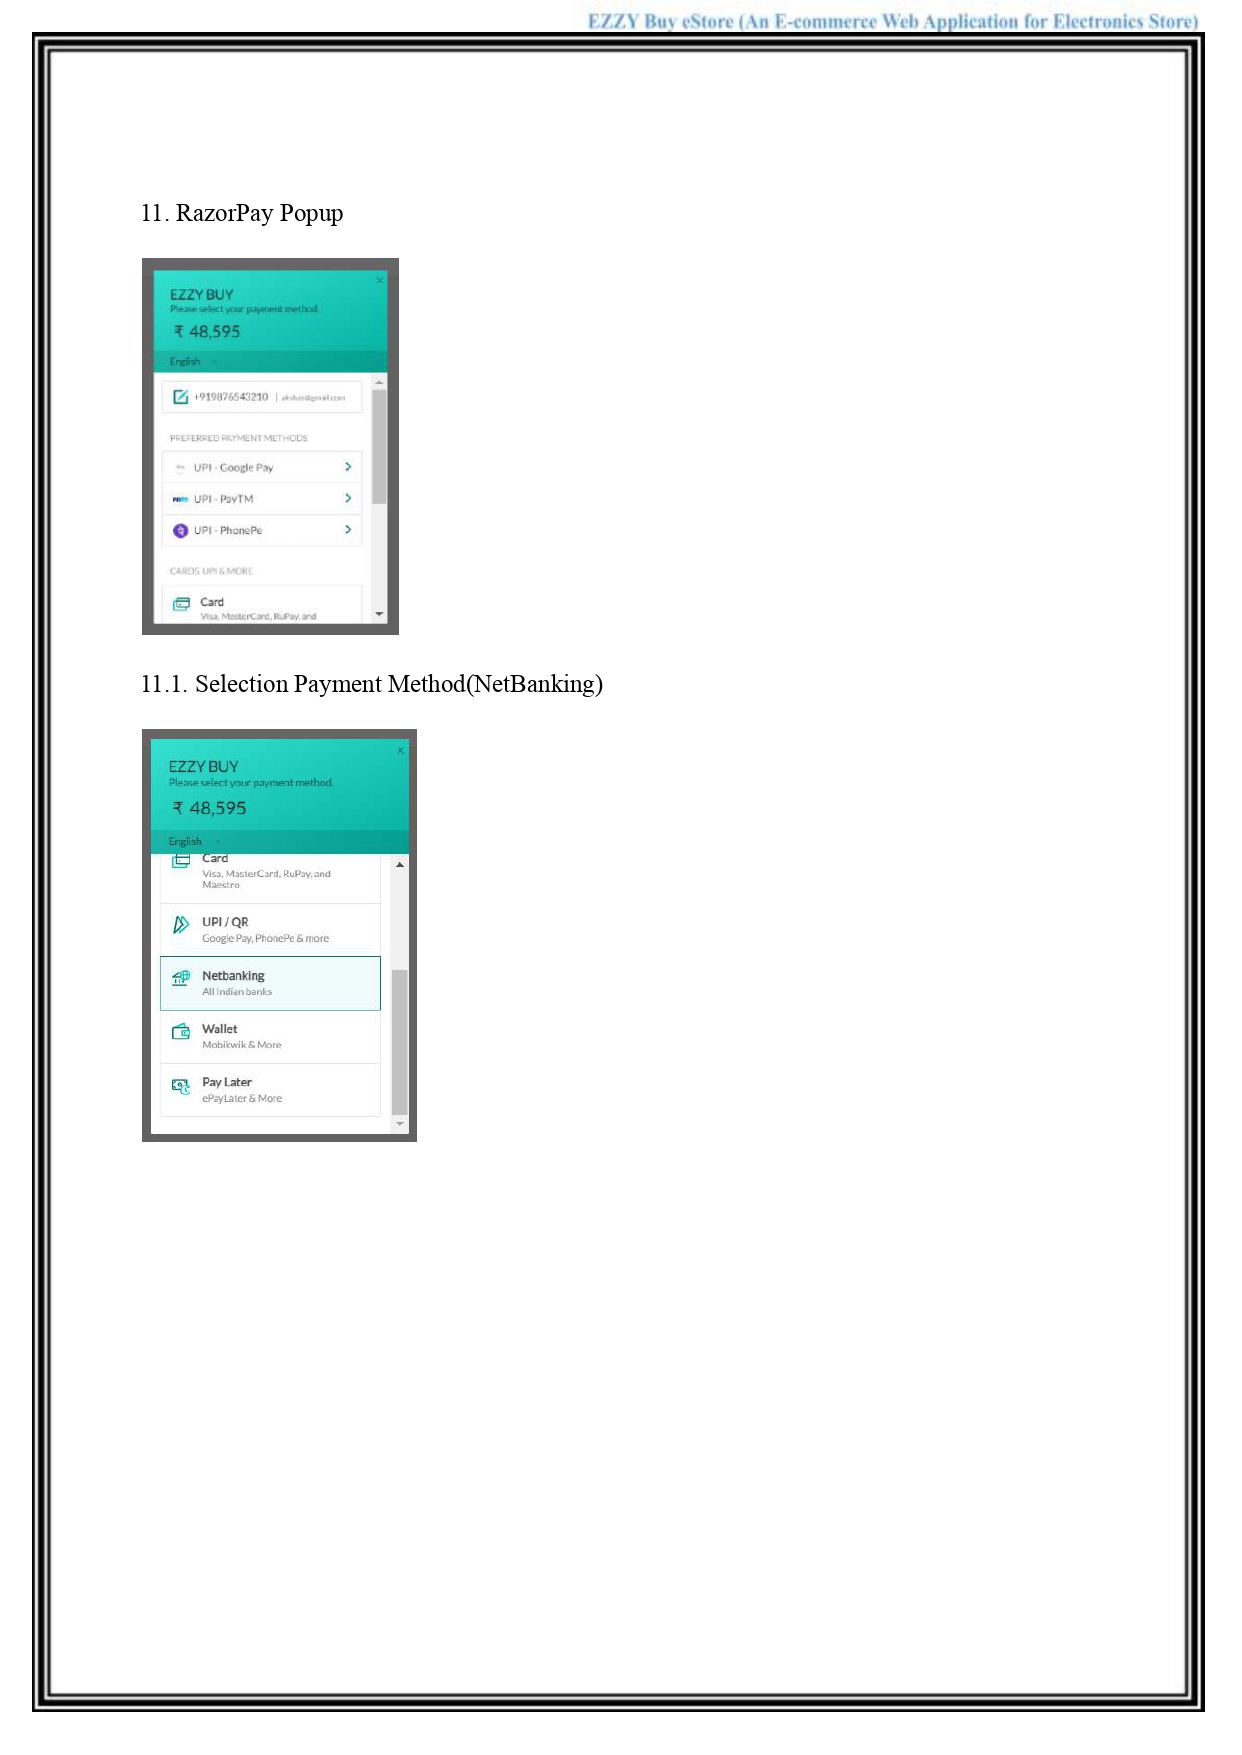 EZZY Buy eStore (An E-commerce Web Application for Electronics Store)
11. RazorPay Popup
×
EZZY BUY
Please select your payment method.
₹ 48,595
English
+919876543210 | akshay@gmail.com
PREFERRED PAYMENT METHODS
UPI - Google Pay
UPI - PayTM
UPI - PhonePe
CARDS, UPI & MORE
Card
Visa, MasterCard, RuPay, and
11.1. Selection Payment Method(NetBanking)
×
EZZY BUY
Please select your payment method.
₹ 48,595
English
Card
Visa, MasterCard, RuPay, and
Maestro
UPI / QR
Google Pay, PhonePe & more
Netbanking
All Indian banks
Wallet
Mobikwik & More
Pay Later
ePayLater & More